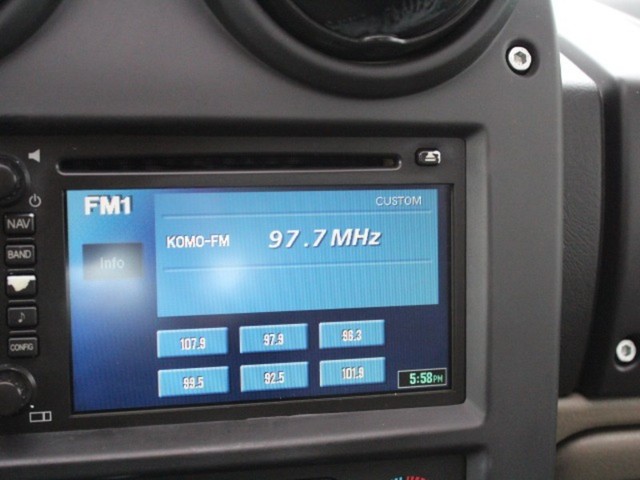 FM1
CUSTOM
KOMO-FM 97.7 MHz
Info
107.9 97.9 96.3
99.5 92.5 101.9
5:58PM
NAV
BAND
CONFIG